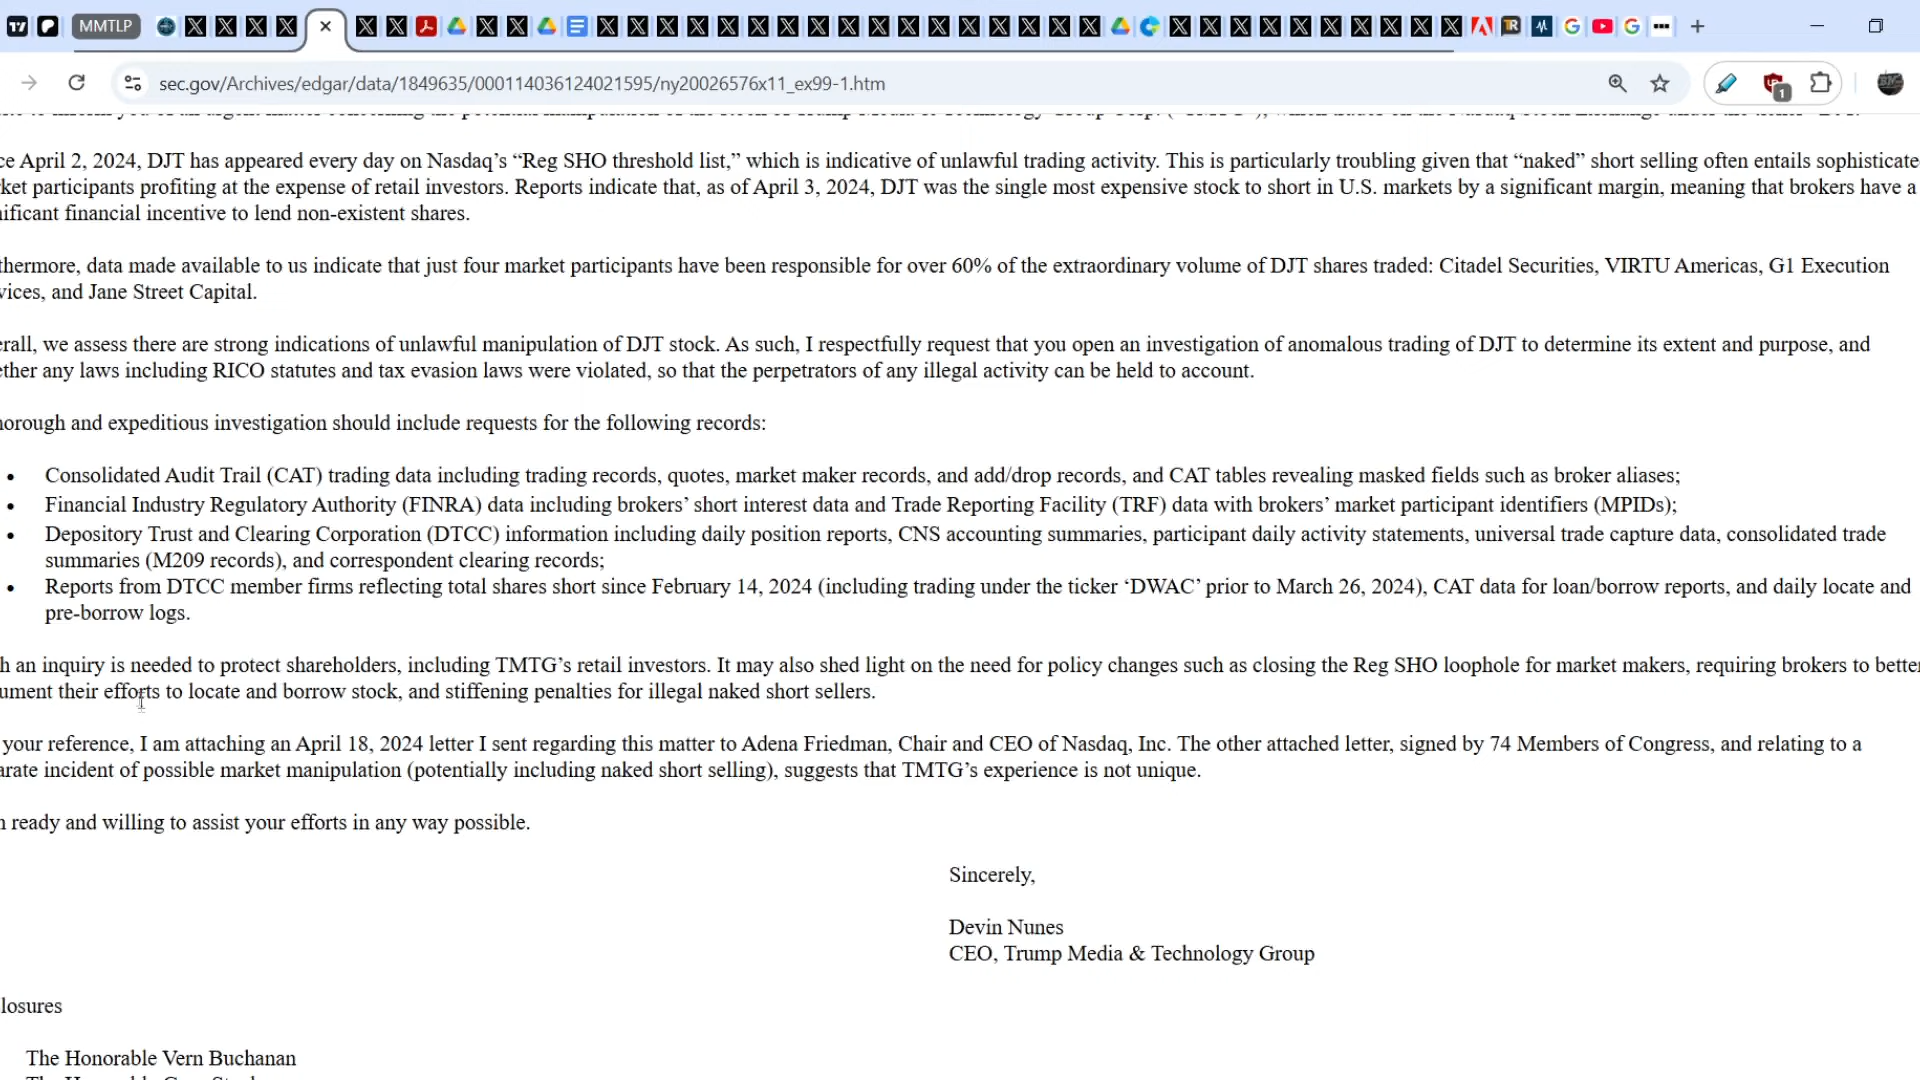 MMTLP
sec.gov/Archives/edgar/data/1849635/000114036124021595/ny20026576x11_ex99-1.htm
1
ce April 2, 2024, DJT has appeared every day on Nasdaq’s “Reg SHO threshold list,” which is indicative of unlawful trading activity. This is particularly troubling given that “naked” short selling often entails sophisticate
ket participants profiting at the expense of retail investors. Reports indicate that, as of April 3, 2024, DJT was the single most expensive stock to short in U.S. markets by a significant margin, meaning that brokers have a
nificant financial incentive to lend non-existent shares.
thermore, data made available to us indicate that just four market participants have been responsible for over 60% of the extraordinary volume of DJT shares traded: Citadel Securities, VIRTU Americas, G1 Execution
vices, and Jane Street Capital.
erall, we assess there are strong indications of unlawful manipulation of DJT stock. As such, I respectfully request that you open an investigation of anomalous trading of DJT to determine its extent and purpose, and
ether any laws including RICO statutes and tax evasion laws were violated, so that the perpetrators of any illegal activity can be held to account.
horough and expeditious investigation should include requests for the following records:
• Consolidated Audit Trail (CAT) trading data including trading records, quotes, market maker records, and add/drop records, and CAT tables revealing masked fields such as broker aliases;
• Financial Industry Regulatory Authority (FINRA) data including brokers’ short interest data and Trade Reporting Facility (TRF) data with brokers’ market participant identifiers (MPIDs);
• Depository Trust and Clearing Corporation (DTCC) information including daily position reports, CNS accounting summaries, participant daily activity statements, universal trade capture data, consolidated trade
summaries (M209 records), and correspondent clearing records;
• Reports from DTCC member firms reflecting total shares short since February 14, 2024 (including trading under the ticker ‘DWAC’ prior to March 26, 2024), CAT data for loan/borrow reports, and daily locate and
pre-borrow logs.
h an inquiry is needed to protect shareholders, including TMTG’s retail investors. It may also shed light on the need for policy changes such as closing the Reg SHO loophole for market makers, requiring brokers to better
ument their efforts to locate and borrow stock, and stiffening penalties for illegal naked short sellers.
your reference, I am attaching an April 18, 2024 letter I sent regarding this matter to Adena Friedman, Chair and CEO of Nasdaq, Inc. The other attached letter, signed by 74 Members of Congress, and relating to a
arate incident of possible market manipulation (potentially including naked short selling), suggests that TMTG’s experience is not unique.
n ready and willing to assist your efforts in any way possible.
Sincerely,
Devin Nunes
CEO, Trump Media & Technology Group
losures
The Honorable Vern Buchanan